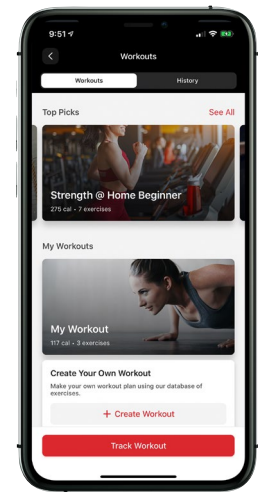 9:51
Workouts
Workouts
History
Top Picks
See All
Strength @ Home Beginner
275 cal • 7 exercises
My Workouts
My Workout
117 cal • 3 exercises
Create Your Own Workout
Make your own workout plan using our database of
exercises.
+ Create Workout
Track Workout